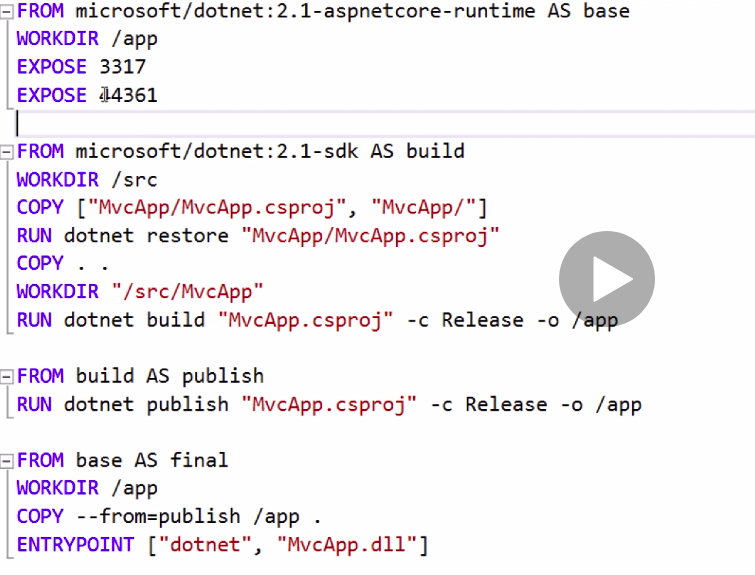 FROM microsoft/dotnet:2.1-aspnetcore-runtime AS base
WORKDIR /app
EXPOSE 3317
EXPOSE 44361
FROM microsoft/dotnet:2.1-sdk AS build
WORKDIR /src
COPY ["MvcApp/MvcApp.csproj", "MvcApp/"]
RUN dotnet restore "MvcApp/MvcApp.csproj"
COPY . .
WORKDIR "/src/MvcApp"
RUN dotnet build "MvcApp.csproj" -c Release -o /app
FROM build AS publish
RUN dotnet publish "MvcApp.csproj" -c Release -o /app
FROM base AS final
WORKDIR /app
COPY --from=publish /app .
ENTRYPOINT ["dotnet", "MvcApp.dll"]